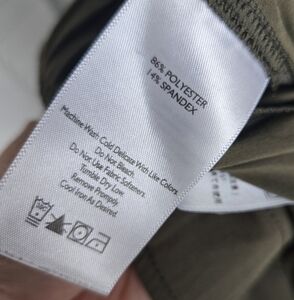 86% POLYESTER
14% SPANDEX
Machine Wash Cold Delicate With Like Colors.
Do Not Bleach.
Do Not Use Fabric Softeners.
Tumble Dry Low.
Remove Promptly
Cool Iron As Desired.